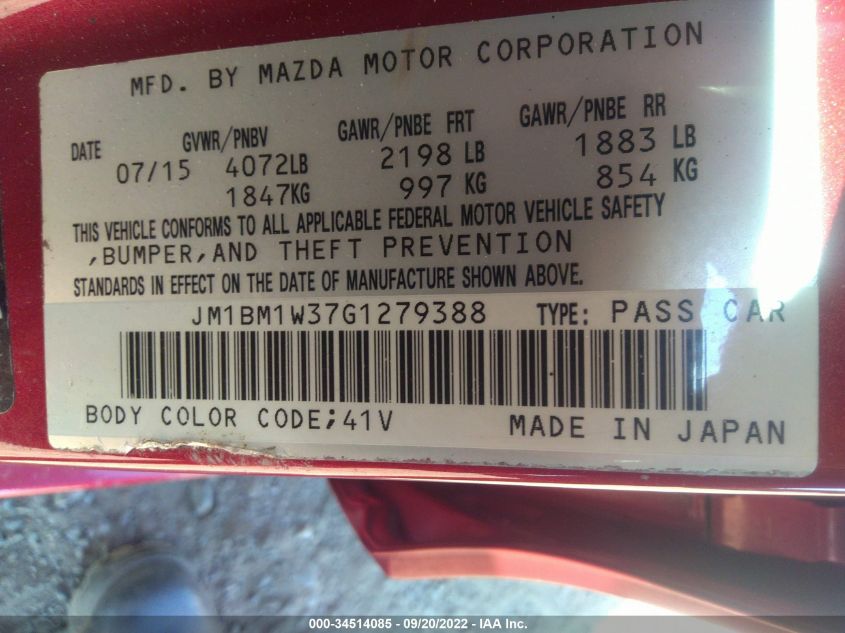 MFD. BY MAZDA MOTOR CORPORATION
DATE GVWR/PNBV GAWR/PNBE FRT GAWR/PNBE RR
07/15 4072LB 2198 LB 1883 LB
1847KG 997 KG 854 KG
THIS VEHICLE CONFORMS TO ALL APPLICABLE FEDERAL MOTOR VEHICLE SAFETY
,BUMPER,AND THEFT PREVENTION
STANDARDS IN EFFECT ON THE DATE OF MANUFACTURE SHOWN ABOVE.
JM1BM1W37G1279388 TYPE: PASS CAR
BODY COLOR CODE;41V MADE IN JAPAN
000-34514085 - 09/20/2022 - IAA Inc.